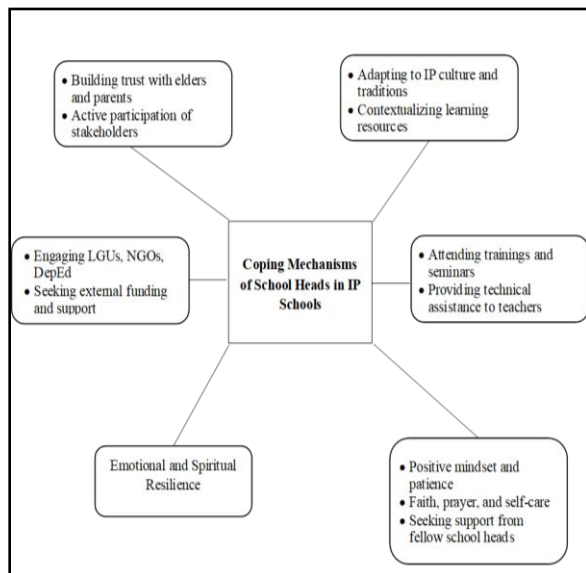 • Building trust with elders
and parents
• Active participation of
stakeholders
• Adapting to IP culture and
traditions
• Contextualizing learning
resources
• Engaging LGUs, NGOs,
DepEd
• Seeking external funding
and support
Coping Mechanisms
of School Heads in IP
Schools
• Attending trainings and
seminars
• Providing technical
assistance to teachers
Emotional and Spiritual
Resilience
• Positive mindset and
patience
• Faith, prayer, and self-care
• Seeking support from
fellow school heads